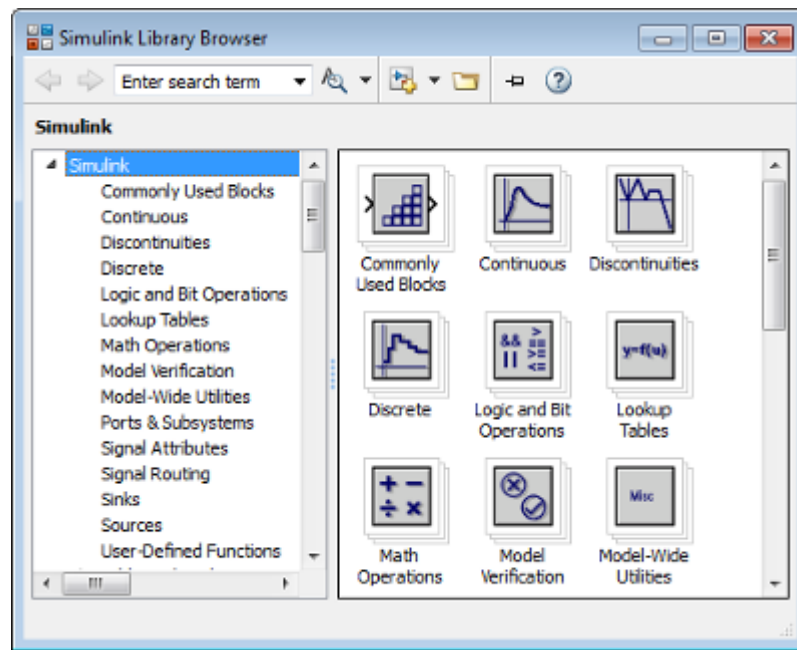 Simulink Library Browser
Enter search term
Simulink
Simulink
Commonly Used Blocks
Continuous
Discontinuities
Discrete
Logic and Bit Operations
Lookup Tables
Math Operations
Model Verification
Model-Wide Utilities
Ports & Subsystems
Signal Attributes
Signal Routing
Sinks
Sources
User-Defined Functions
Commonly
Used Blocks
Continuous
Discontinuities
&& >
|| >=
<=
y=f(u)
Discrete
Logic and Bit
Operations
Lookup
Tables
+ −
÷ ×
Misc
Math
Operations
Model
Verification
Model-Wide
Utilities